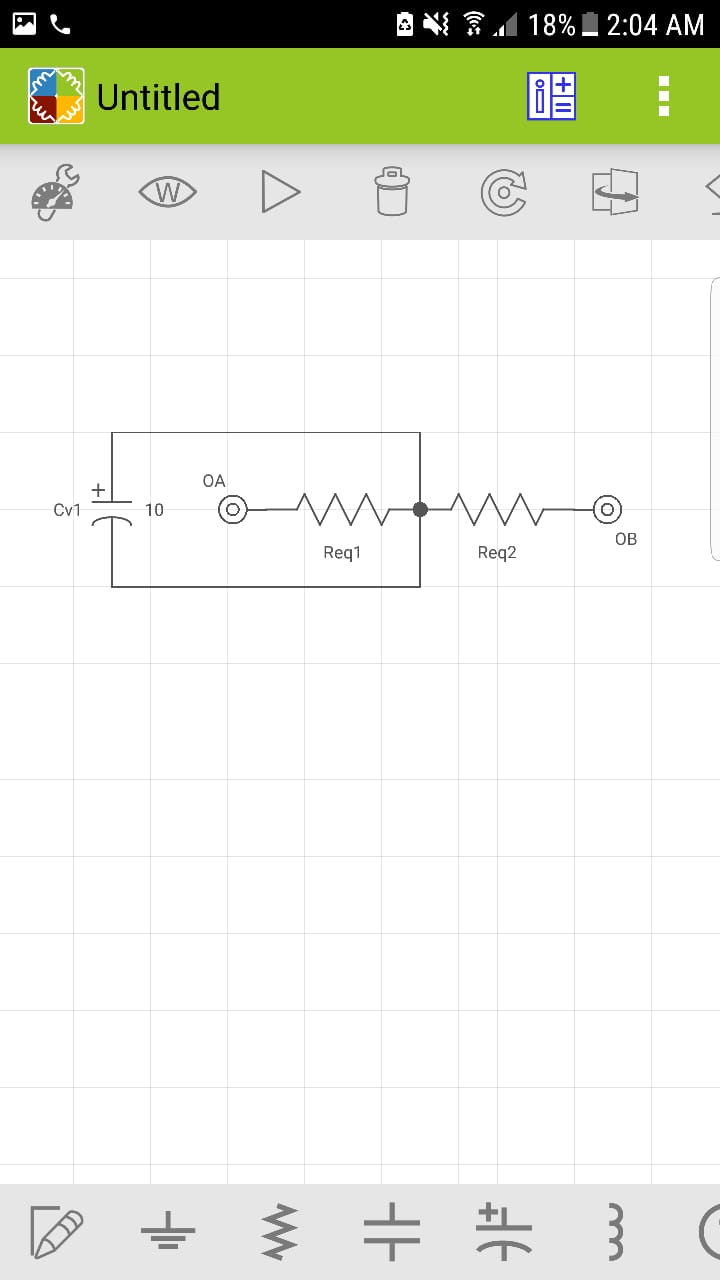 18% 2:04 AM
Untitled
W
OA
Cv1 10
Req1 Req2
OB